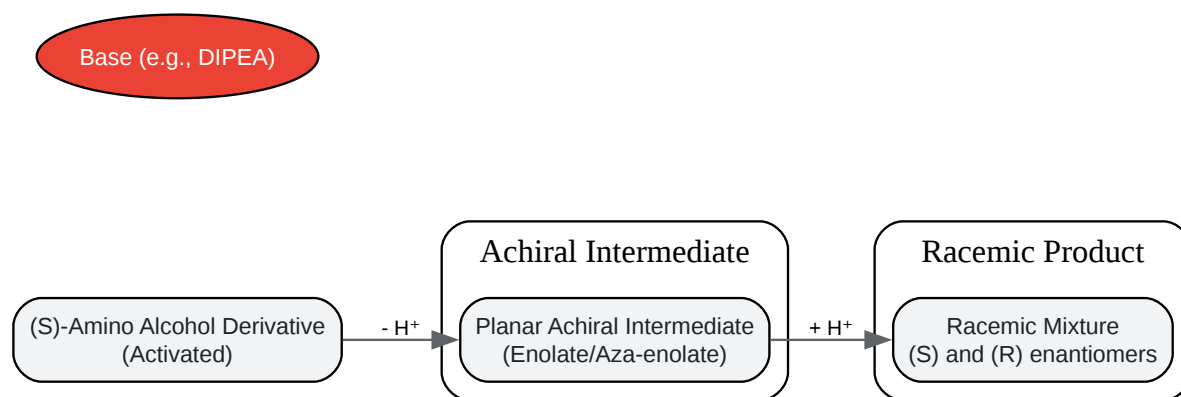 Base (e.g., DIPEA)
Achiral Intermediate
Racemic Product
(S)-Amino Alcohol Derivative
(Activated)
- H⁺
Planar Achiral Intermediate
(Enolate/Aza-enolate)
+ H⁺
Racemic Mixture
(S) and (R) enantiomers